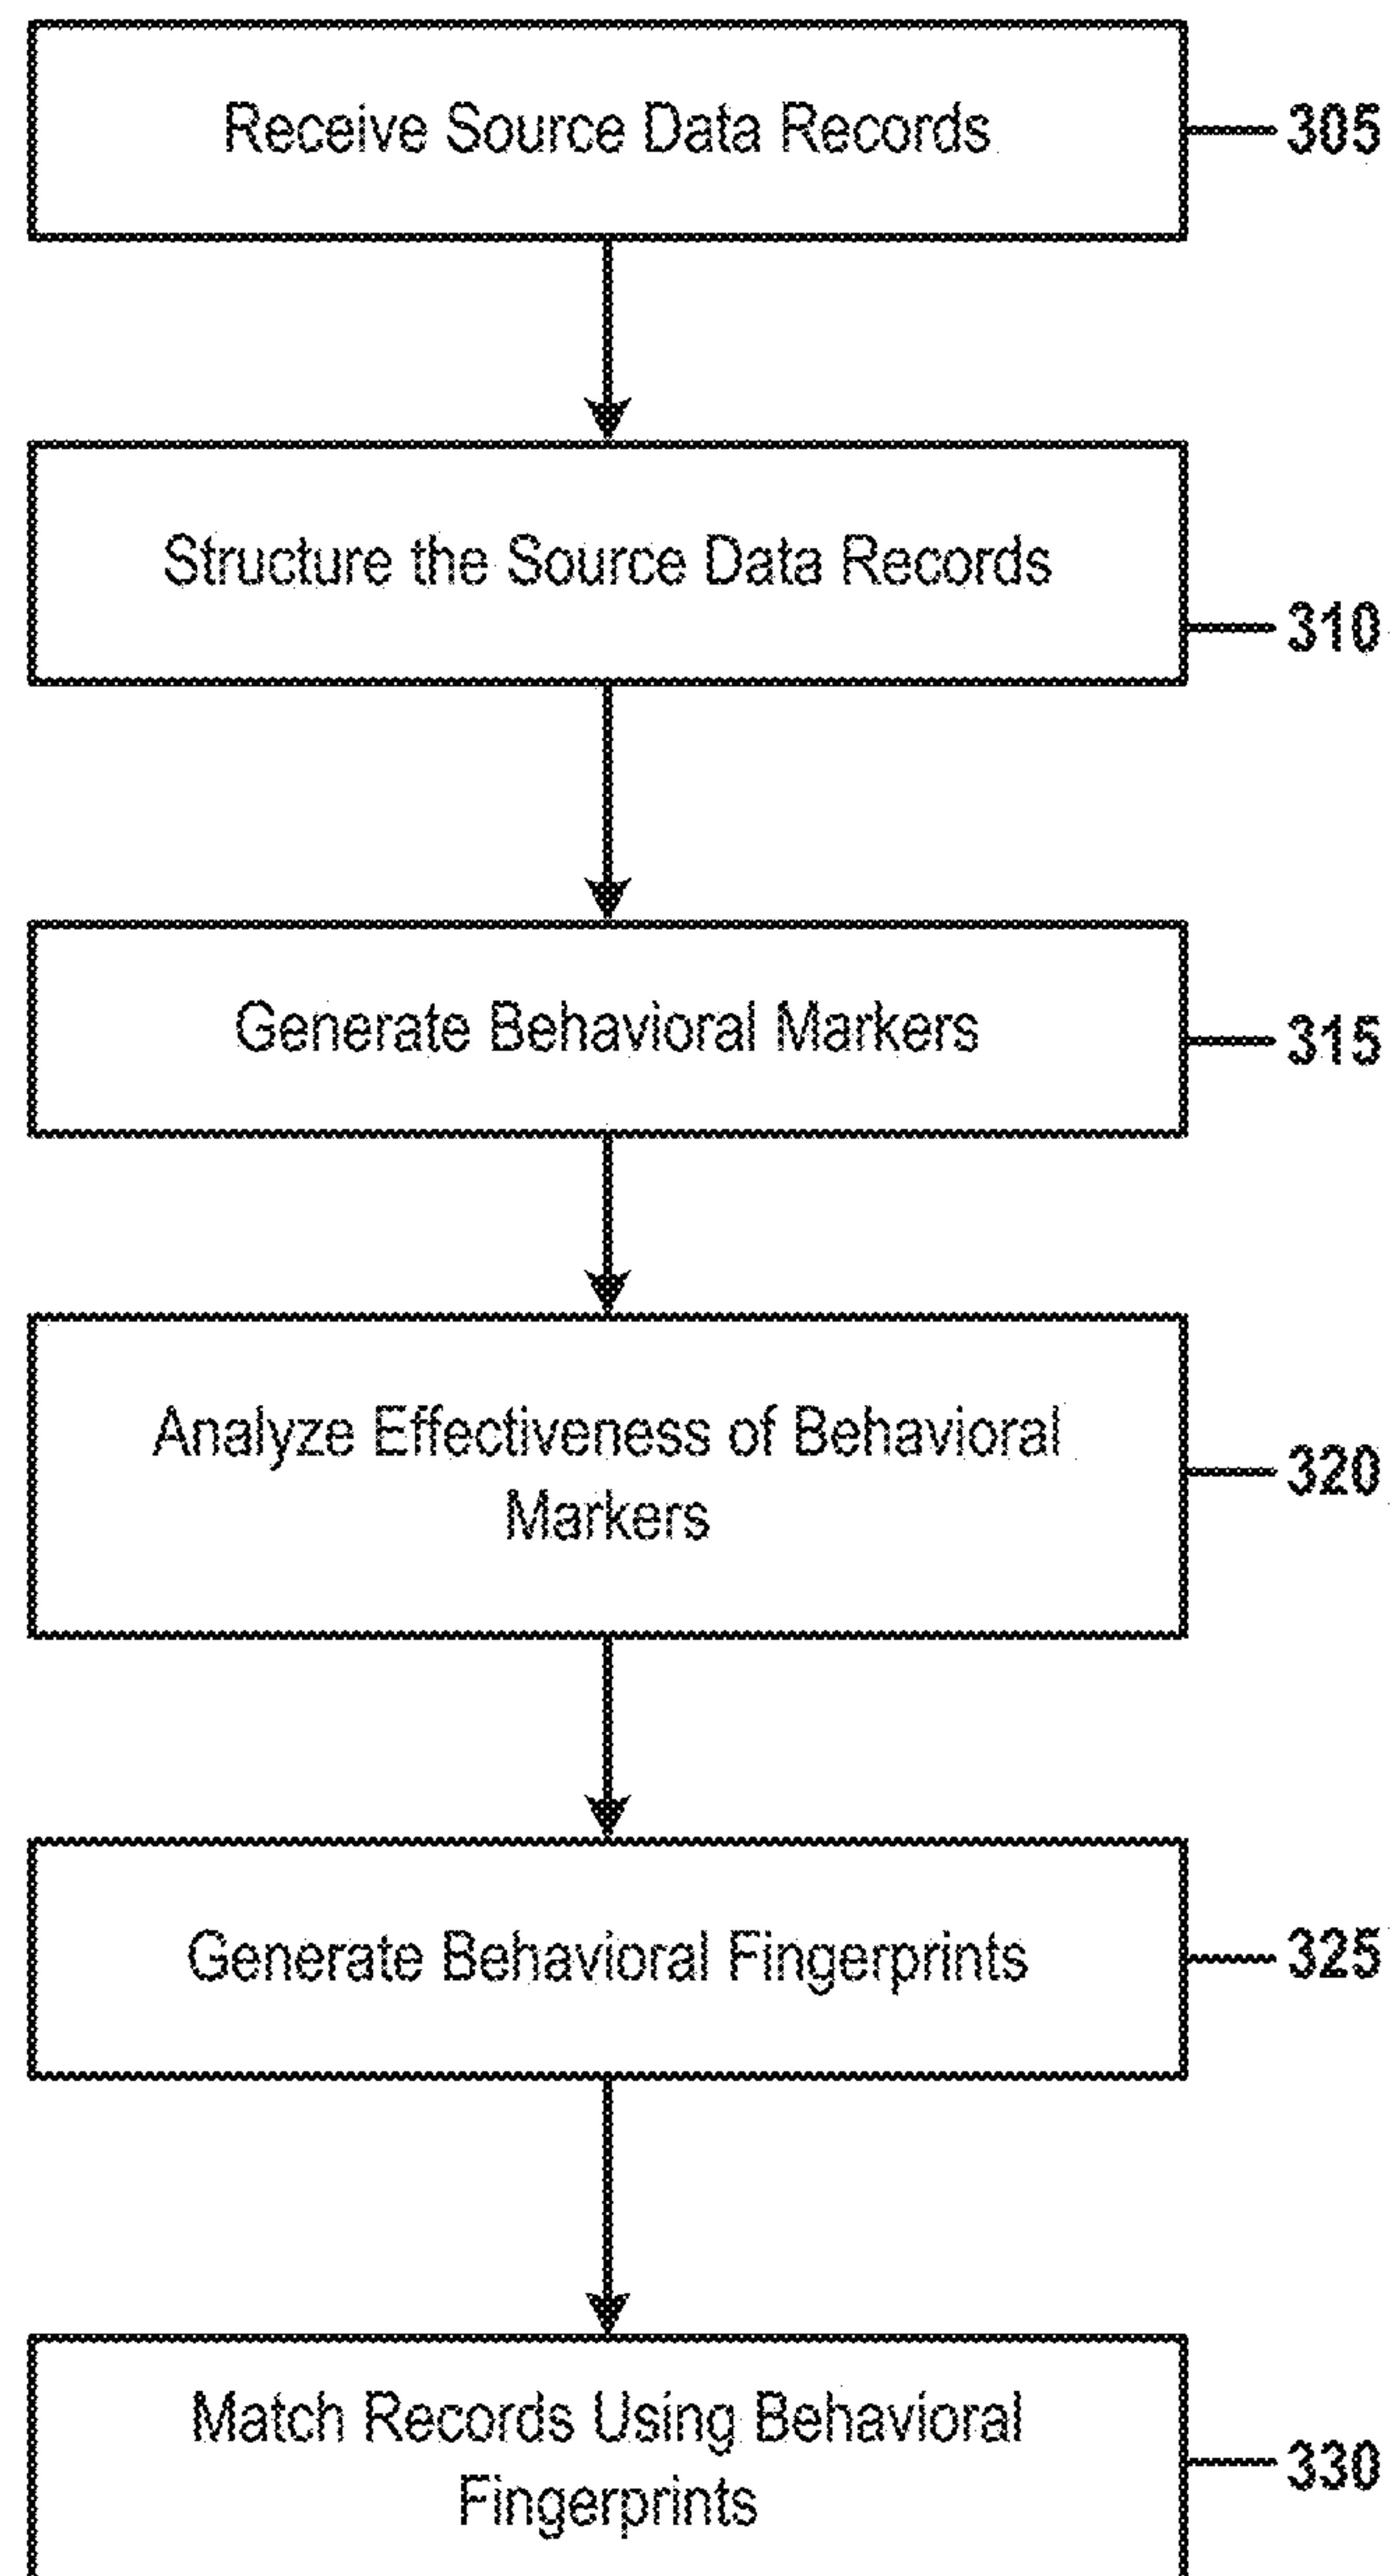 Receive Source Data Records
305
Structure the Source Data Records
310
Generate Behavioral Markers
315
Analyze Effectiveness of Behavioral
Markers
320
Generate Behavioral Fingerprints
325
Match Records Using Behavioral
Fingerprints
330